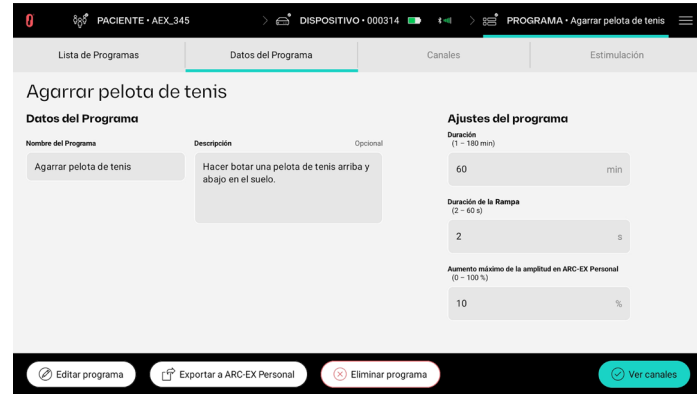 PACIENTE • AEX_345
DISPOSITIVO • 000314
PROGRAMA • Agarrar pelota de tenis
Lista de Programas
Datos del Programa
Canales
Estimulación
Agarrar pelota de tenis
Datos del Programa
Nombre del Programa
Agarrar pelota de tenis
Descripción
Opcional
Hacer botar una pelota de tenis arriba y
abajo en el suelo.
Ajustes del programa
Duración
(1 – 180 min)
60 min
Duración de la Rampa
(2 – 60 s)
2 s
Aumento máximo de la amplitud en ARC-EX Personal
(0 – 100 %)
10 %
Editar programa
Exportar a ARC-EX Personal
Eliminar programa
Ver canales